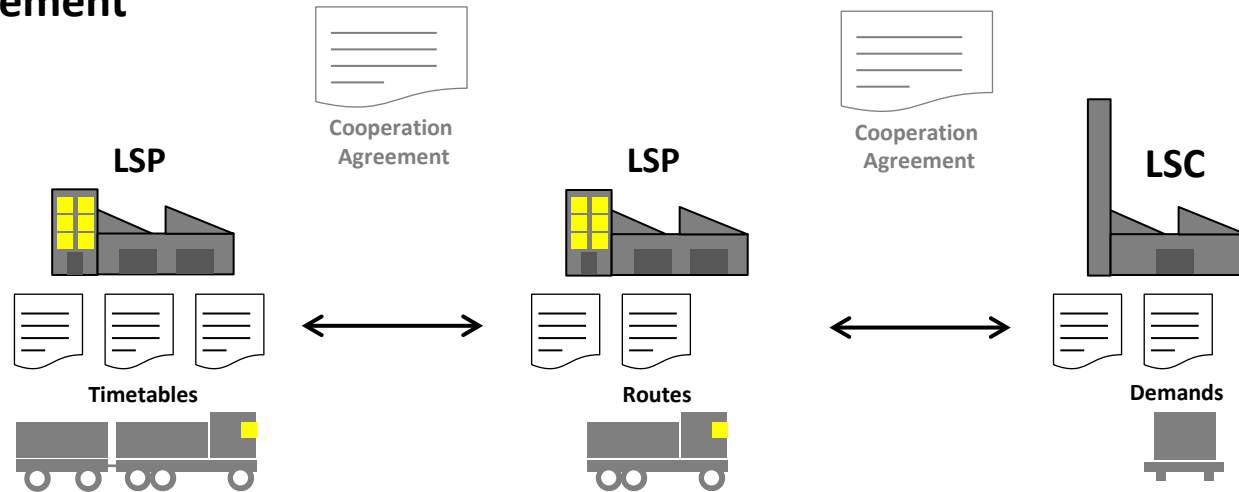 ement
Cooperation
Agreement
Cooperation
Agreement
LSP
LSP
LSC
Timetables
Routes
Demands